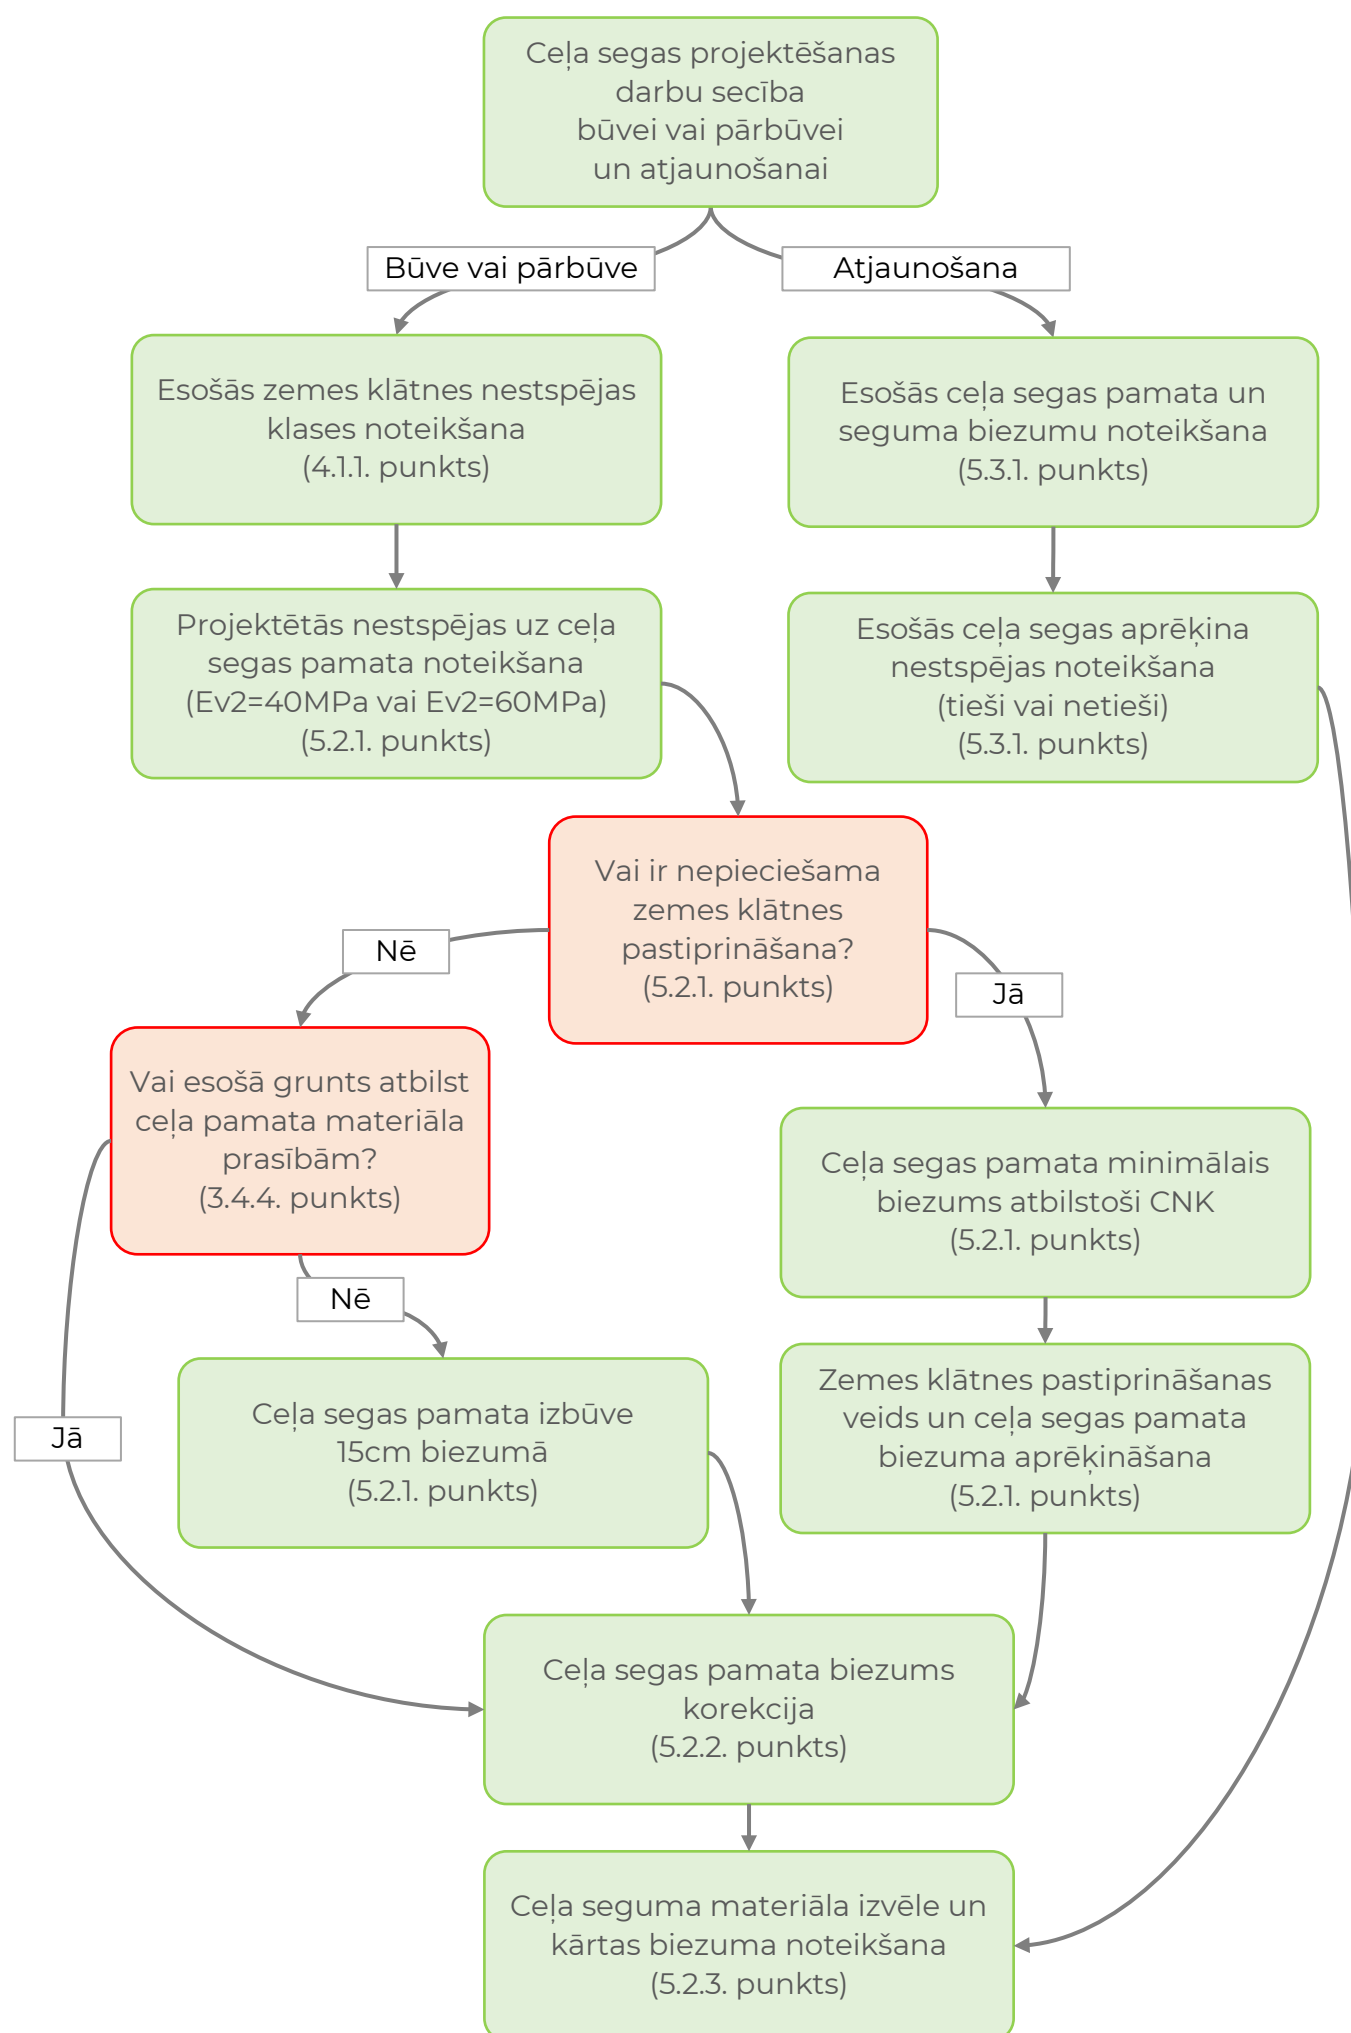 Ceļa segas projektēšanas
darbu secība
būvei vai pārbūvei
un atjaunošanai
Būve vai pārbūve
Atjaunošana
Esošās zemes klātnes nestspējas
klases noteikšana
(4.1.1. punkts)
Esošās ceļa segas pamata un
seguma biezumu noteikšana
(5.3.1. punkts)
Projektētās nestspējas uz ceļa
segas pamata noteikšana
(Ev2=40MPa vai Ev2=60MPa)
(5.2.1. punkts)
Esošās ceļa segas aprēķina
nestspējas noteikšana
(tieši vai netieši)
(5.3.1. punkts)
Vai ir nepieciešama
zemes klātnes
pastiprināšana?
(5.2.1. punkts)
Nē
Jā
Vai esošā grunts atbilst
ceļa pamata materiāla
prasībām?
(3.4.4. punkts)
Ceļa segas pamata minimālais
biezums atbilstoši CNK
(5.2.1. punkts)
Nē
Ceļa segas pamata izbūve
15cm biezumā
(5.2.1. punkts)
Zemes klātnes pastiprināšanas
veids un ceļa segas pamata
biezuma aprēķināšana
(5.2.1. punkts)
Jā
Ceļa segas pamata biezums
korekcija
(5.2.2. punkts)
Ceļa seguma materiāla izvēle un
kārtas biezuma noteikšana
(5.2.3. punkts)